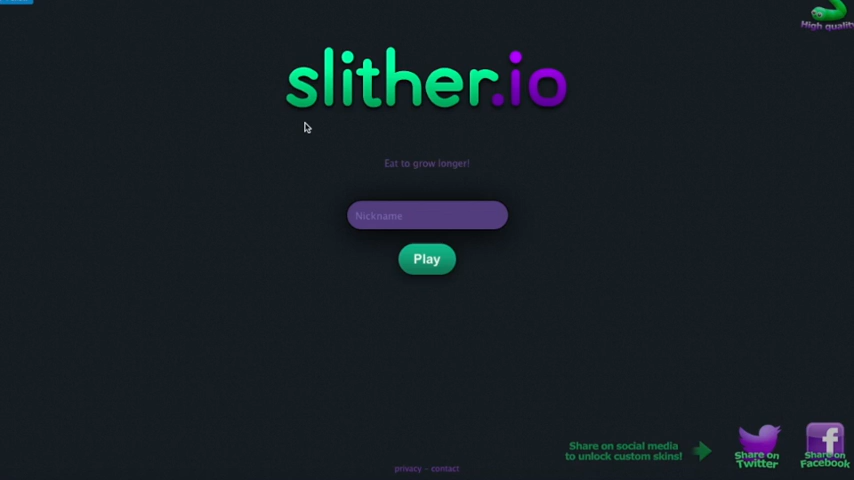 High quality
slither.io
Eat to grow longer!
Nickname
Play
Share on social media
to unlock custom skins!
Share on
Twitter
Share on
Facebook
privacy - contact